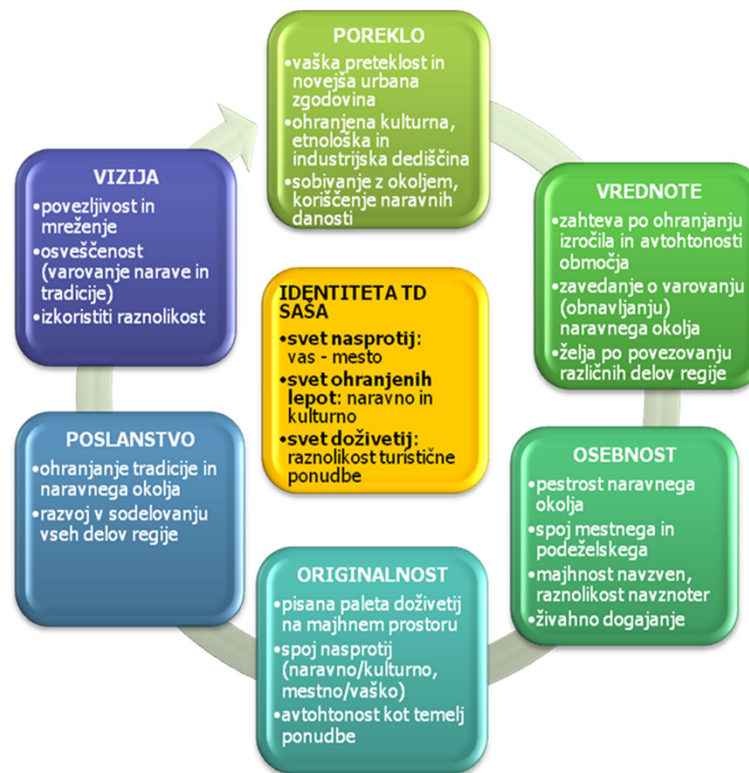 POREKLO
•vaška preteklost in
novejša urbana
zgodovina
•ohranjena kulturna,
etnološka in
industrijska dediščina
•sobivanje z okoljem,
koriščenje naravnih
danosti
VREDNOTE
•zahteva po ohranjanju
izročila in avtohtonosti
območja
•zavedanje o varovanju
(obnavljanju)
naravnega okolja
•želja po povezovanju
različnih delov regije
OSEBNOST
•pestrost naravnega
okolja
•spoj mestnega in
podeželskega
•majhnost navzven,
raznolikost navznoter
•živahno dogajanje
ORIGINALNOST
•pisana paleta doživetij
na majhnem prostoru
•spoj nasprotij
(naravno/kulturno,
mestno/vaško)
•avtohtonost kot temelj
ponudbe
POSLANSTVO
•ohranjanje tradicije in
naravnega okolja
•razvoj v sodelovanju
vseh delov regije
VIZIJA
•povezljivost in
mreženje
•osveščenost
(varovanje narave in
tradicije)
•izkoristiti raznolikost
IDENTITETA TD
SAŠA
•svet nasprotij:
vas - mesto
•svet ohranjenih
lepot: naravno in
kulturno
•svet doživetij:
raznolikost turistične
ponudbe